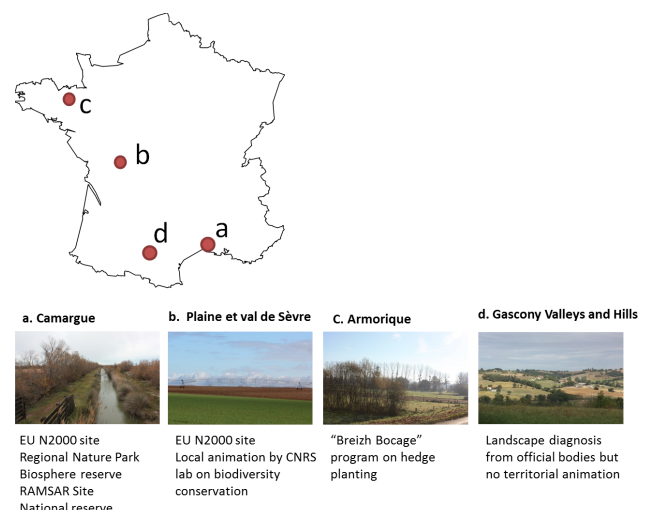 c
b
d
a
a. Camargue
b. Plaine et val de Sèvre
C. Armorique
d. Gascony Valleys and Hills
EU N2000 site
Regional Nature Park
Biosphere reserve
RAMSAR Site
National reserve
EU N2000 site
Local animation by CNRS
lab on biodiversity
conservation
“Breizh Bocage”
program on hedge
planting
Landscape diagnosis
from official bodies but
no territorial animation